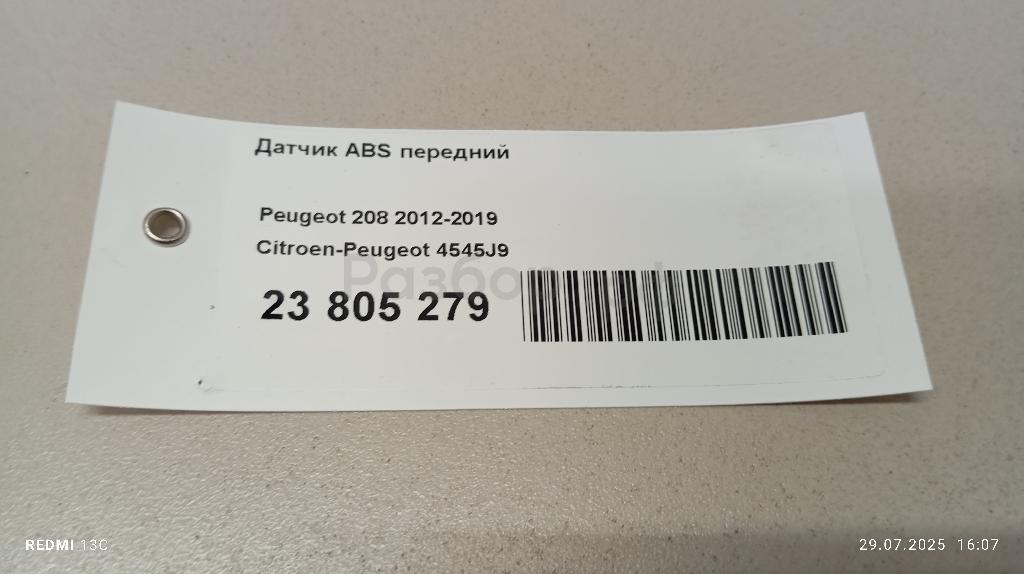 Датчик ABS передний
Peugeot 208 2012-2019
Citroen-Peugeot 4545J9
23 805 279
REDMI 13C
29.07.2025 16:07